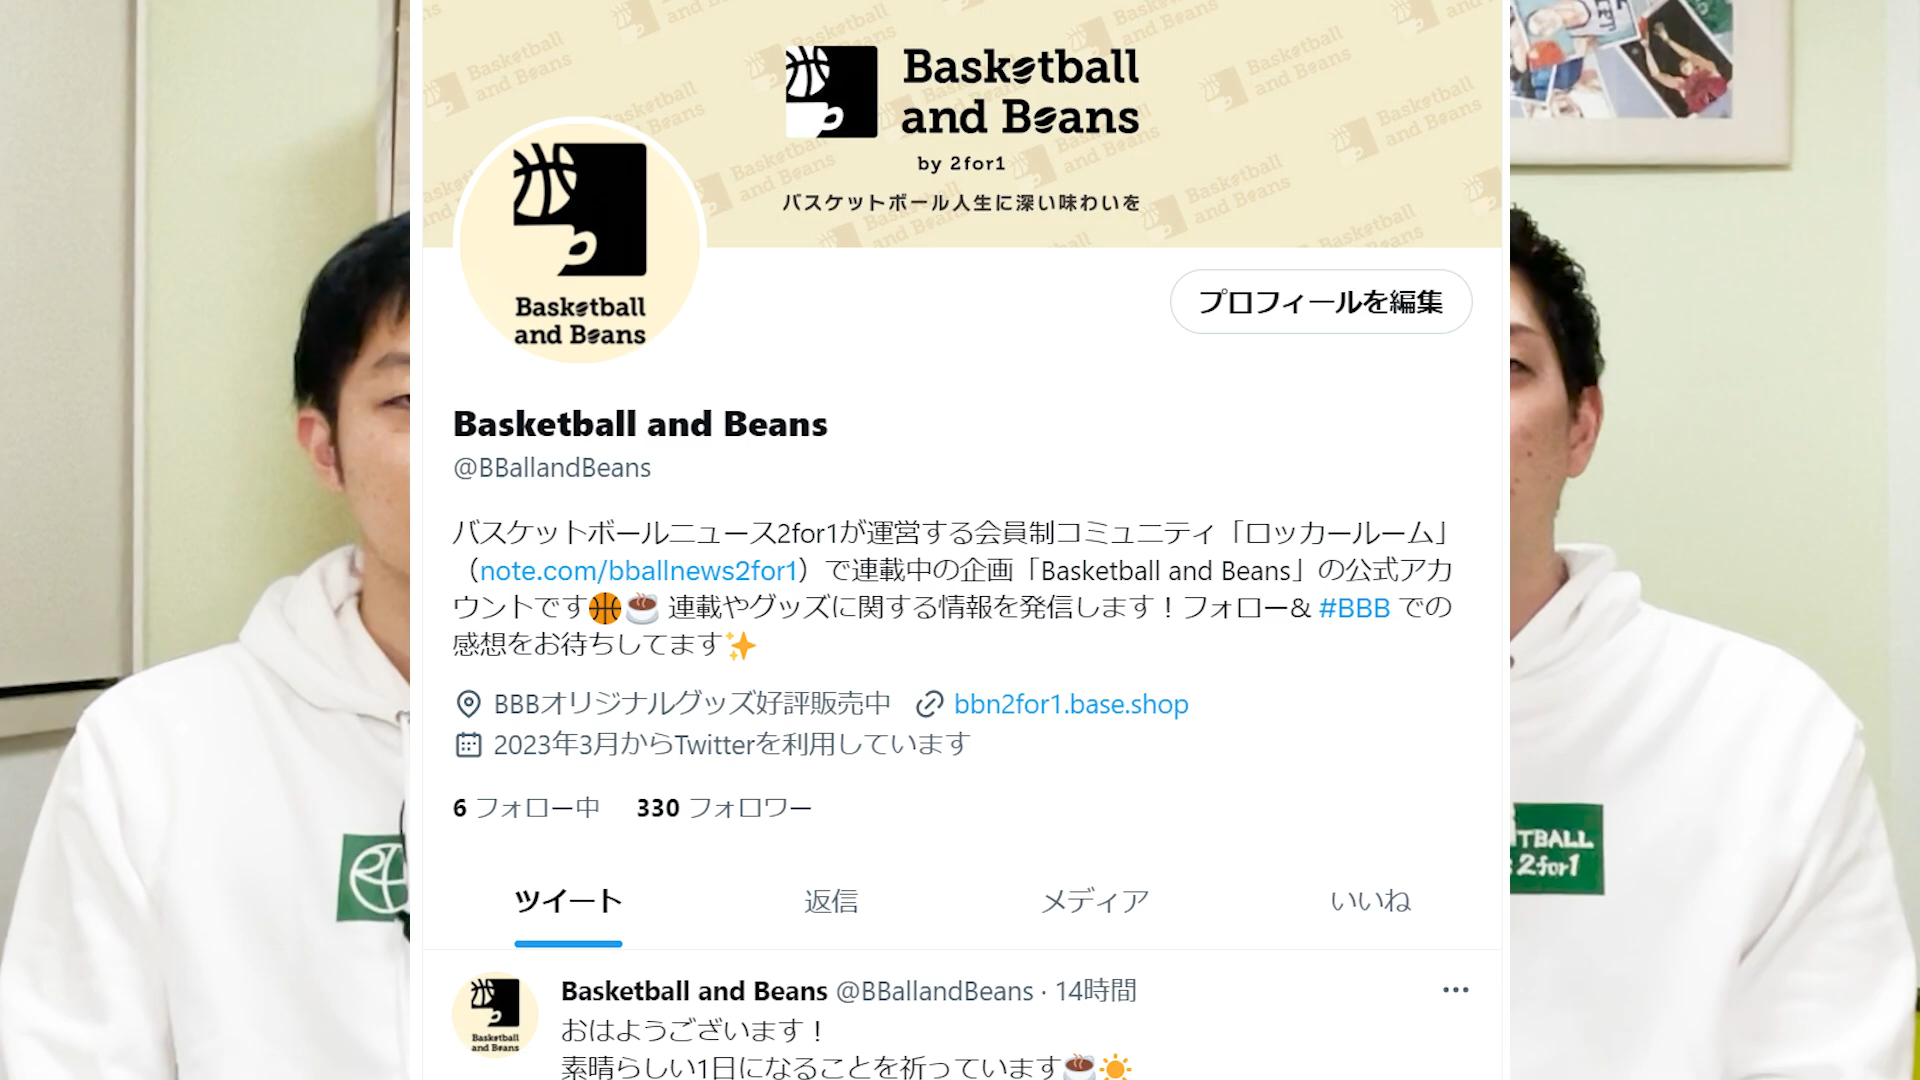 Basketball
and Beans
by 2for1
バスケットボール人生に深い味わいを
Basketball
and Beans
プロフィールを編集
Basketball and Beans
@BBallandBeans
バスケットボールニュース2for1が運営する会員制コミュニティ「ロッカールーム」
（note.com/bballnews2for1）で連載中の企画「Basketball and Beans」の公式アカ
ウントです🏀☕ 連載やグッズに関する情報を発信します！フォロー& #BBB での
感想をお待ちしてます✨
BBBオリジナルグッズ好評販売中 bbn2for1.base.shop
2023年3月からTwitterを利用しています
6 フォロー中 330 フォロワー
ツイート 返信 メディア いいね
Basketball and Beans @BBallandBeans · 14時間
おはようございます！
素晴らしい1日になることを祈っています☕☀
Basketball
and Beans
TBALL
2for1